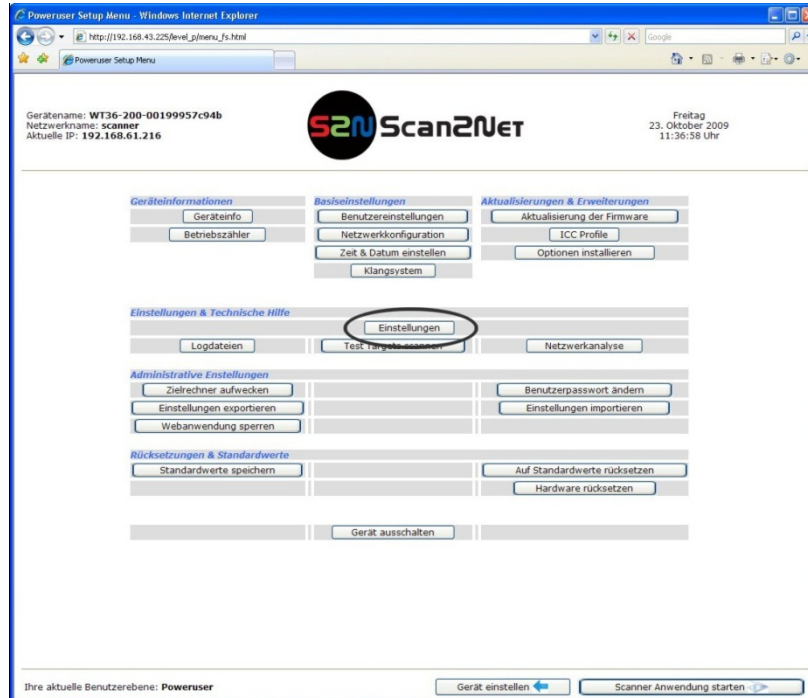 Poweruser Setup Menu - Windows Internet Explorer
http://192.168.43.225/level_p/menu_fs.html
Google
Poweruser Setup Menu
Gerätename: WT36-200-00199957c94b
Netzwerkname: scanner
Aktuelle IP: 192.168.61.216
S2N Scan2Net
Freitag
23. Oktober 2009
11:36:58 Uhr
Geräteinformationen
Basiseinstellungen
Aktualisierungen & Erweiterungen
Geräteinfo
Benutzereinstellungen
Aktualisierung der Firmware
Betriebszähler
Netzwerkkonfiguration
ICC Profile
Zeit & Datum einstellen
Optionen installieren
Klangsystem
Einstellungen & Technische Hilfe
Einstellungen
Logdateien
Test Targets scannen
Netzwerkanalyse
Administrative Enstellungen
Zielrechner aufwecken
Benutzerpasswort ändern
Einstellungen exportieren
Einstellungen importieren
Webanwendung sperren
Rücksetzungen & Standardwerte
Standardwerte speichern
Auf Standardwerte rücksetzen
Hardware rücksetzen
Gerät ausschalten
Ihre aktuelle Benutzerebene: Poweruser
Gerät einstellen
Scanner Anwendung starten